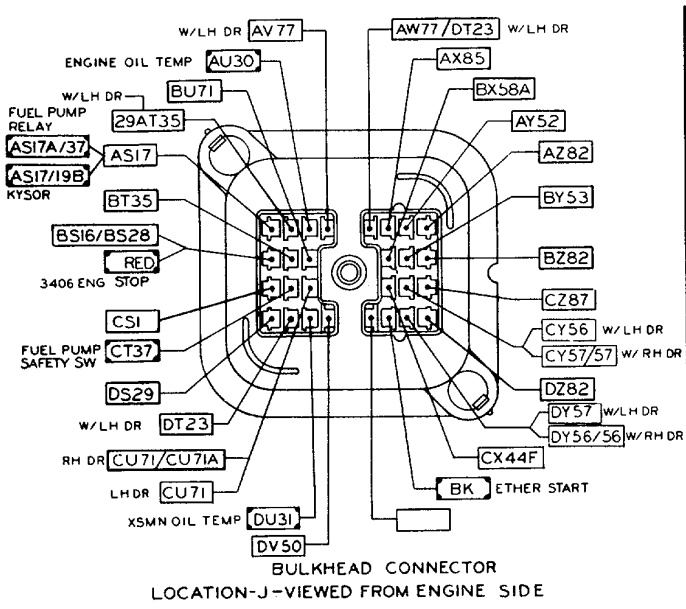 W/LH DR AV77
AW77/DT23 W/LH DR
ENGINE OIL TEMP AU30
AX85
BU71
BX58A
W/LH DR
29AT35
AY52
FUEL PUMP
RELAY
AS17A/37
AS17
AZ82
AS17/19B
KYSOR
BT35
BY53
BS16/BS28
RED
BZ82
3406 ENG STOP
CZ87
CS1
CY56 W/LH DR
FUEL PUMP
SAFETY SW
CT37
CY57/57 W/RH DR
DS29
DZ82
DY57 W/LH DR
W/LH DR DT23
DY56/56 W/RH DR
RH DR CU71/CU71A
CX44F
LH DR CU71
BK ETHER START
XSMN OIL TEMP DU31
DV50
BULKHEAD CONNECTOR
LOCATION-J-VIEWED FROM ENGINE SIDE